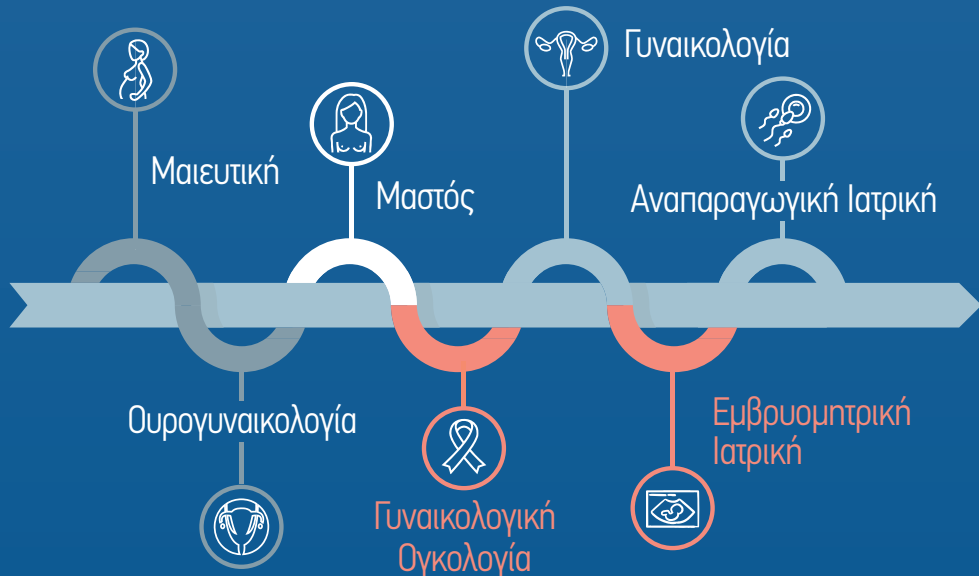 Γυναικολογία
Μαιευτική
Μαστός
Αναπαραγωγική Ιατρική
Ουρογυναικολογία
Εμβρυομητρική
Ιατρική
Γυναικολογική
Ογκολογία